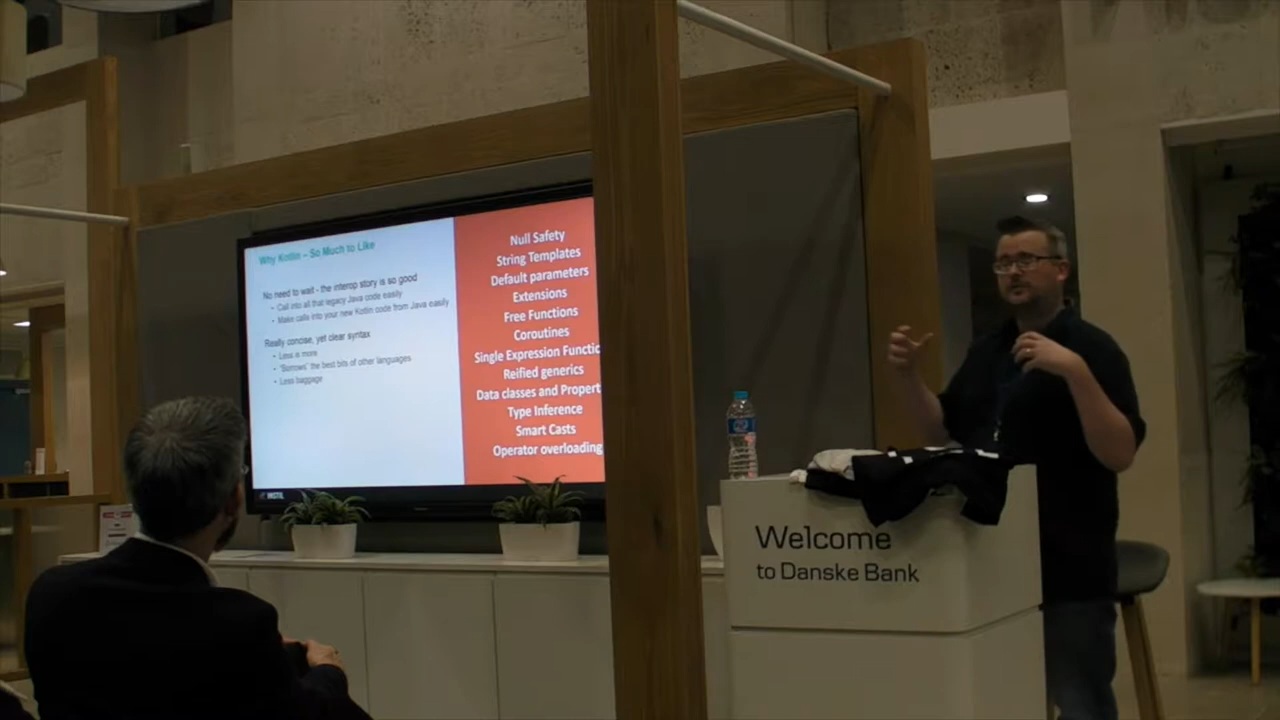 Why Kotlin – So Much to Like
No need to wait - the interop story is so good
• Call into all that legacy Java code easily
• Make calls into your new Kotlin code from Java easily
Really concise, yet clear syntax
• Less is more
• "Borrows" the best bits of other languages
• Less baggage
Null Safety
String Templates
Default parameters
Extensions
Free Functions
Coroutines
Single Expression Functio
Reified generics
Data classes and Propert
Type Inference
Smart Casts
Operator overloading
INSTIL
Welcome
to Danske Bank